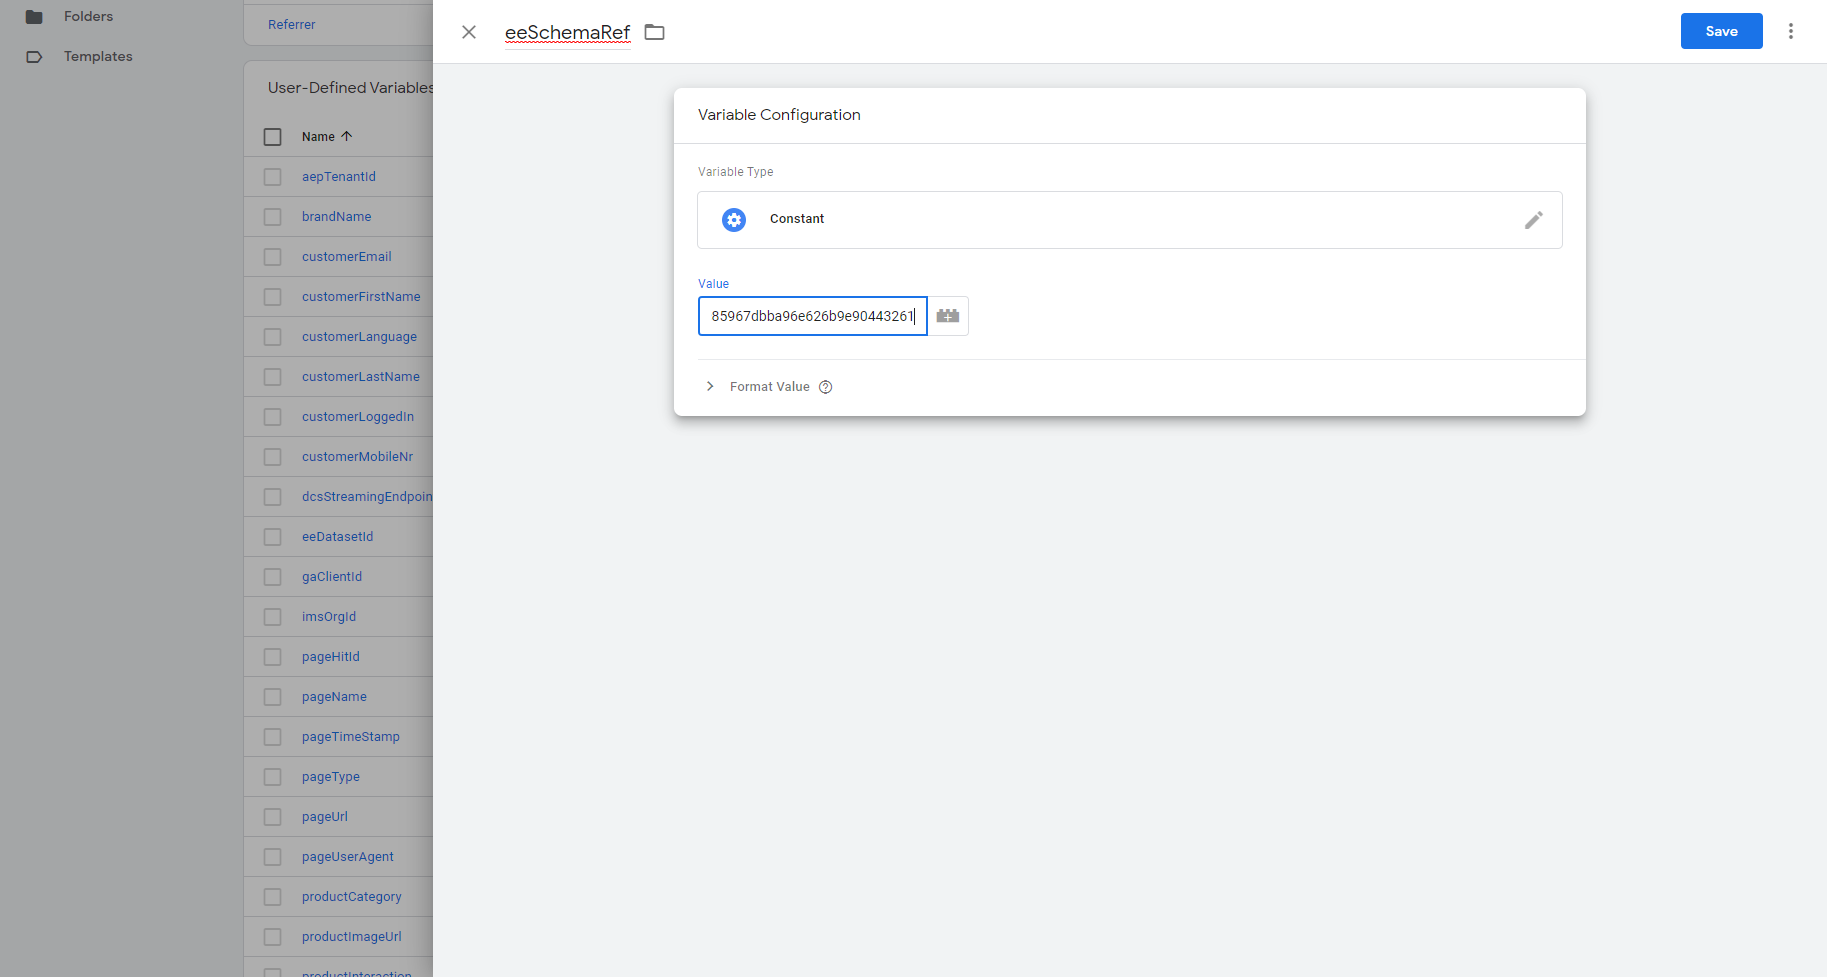 Folders
Templates
Referrer
User-Defined Variables
Name
aepTenantId
brandName
customerEmail
customerFirstName
customerLanguage
customerLastName
customerLoggedIn
customerMobileNr
dcsStreamingEndpoin
eeDatasetId
gaClientId
imsOrgId
pageHitId
pageName
pageTimeStamp
pageType
pageUrl
pageUserAgent
productCategory
productImageUrl
productInteraction
eeSchemaRef
Save
Variable Configuration
Variable Type
Constant
Value
85967dbba96e626b9e90443261
Format Value